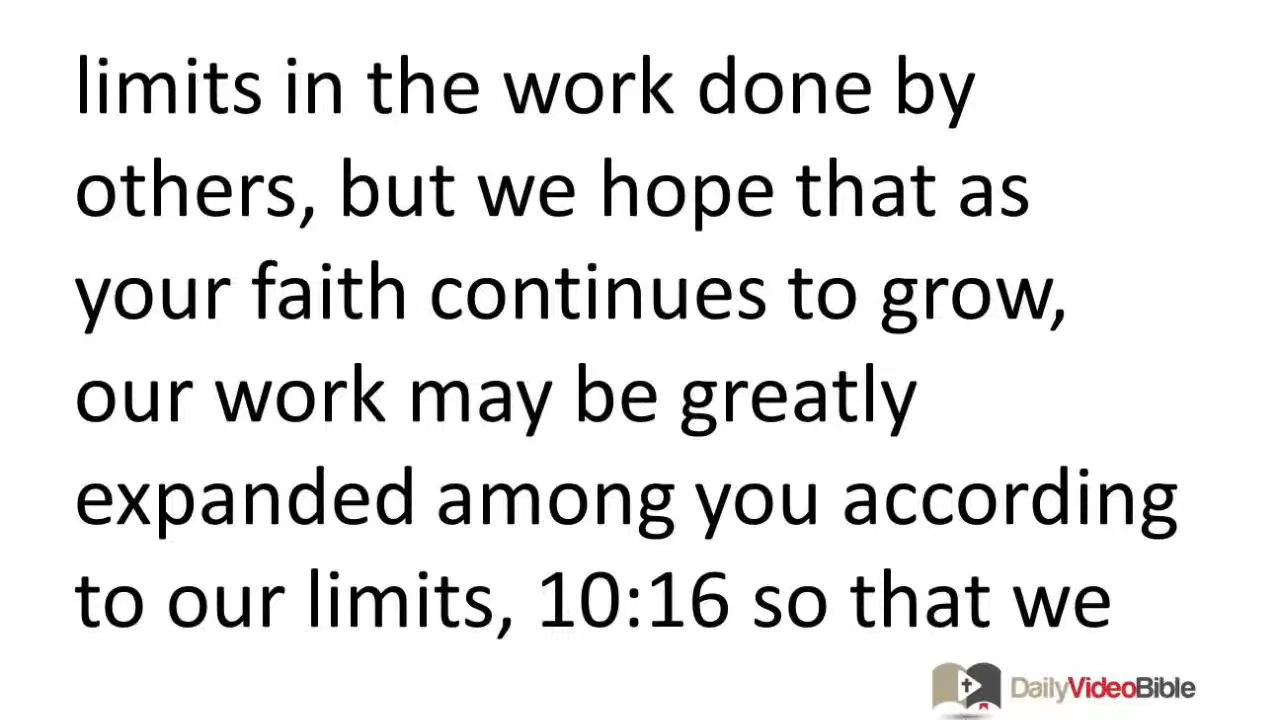 limits in the work done by
others, but we hope that as
your faith continues to grow,
our work may be greatly
expanded among you according
to our limits, 10:16 so that we
DailyVideoBible